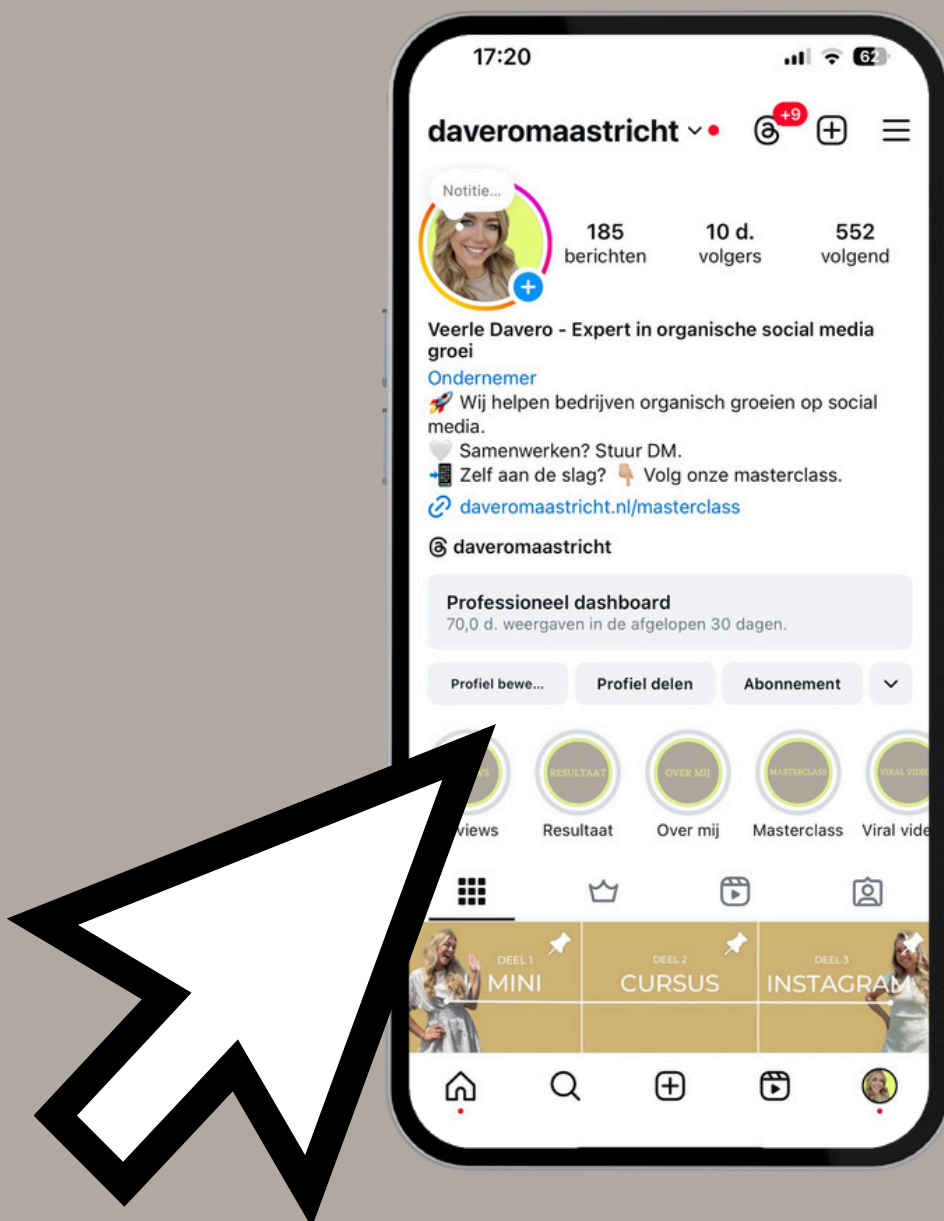 17:20
62
daveromaastricht
+9
Notitie...
185 berichten
10 d. volgers
552 volgend
Veerle Davero - Expert in organische social media
groei
Ondernemer
🚀 Wij helpen bedrijven organisch groeien op social
media.
🤍 Samenwerken? Stuur DM.
📲 Zelf aan de slag? 👇🏼 Volg onze masterclass.
daveromaastricht.nl/masterclass
daveromaastricht
Professioneel dashboard
70,0 d. weergaven in de afgelopen 30 dagen.
Profiel bewe... Profiel delen Abonnement
RESULTAAT OVER MIJ MASTERCLASS VIRAL VIDE
views Resultaat Over mij Masterclass Viral vide
DEEL 1 DEEL 2 DEEL 3
MINI CURSUS INSTAGRAM